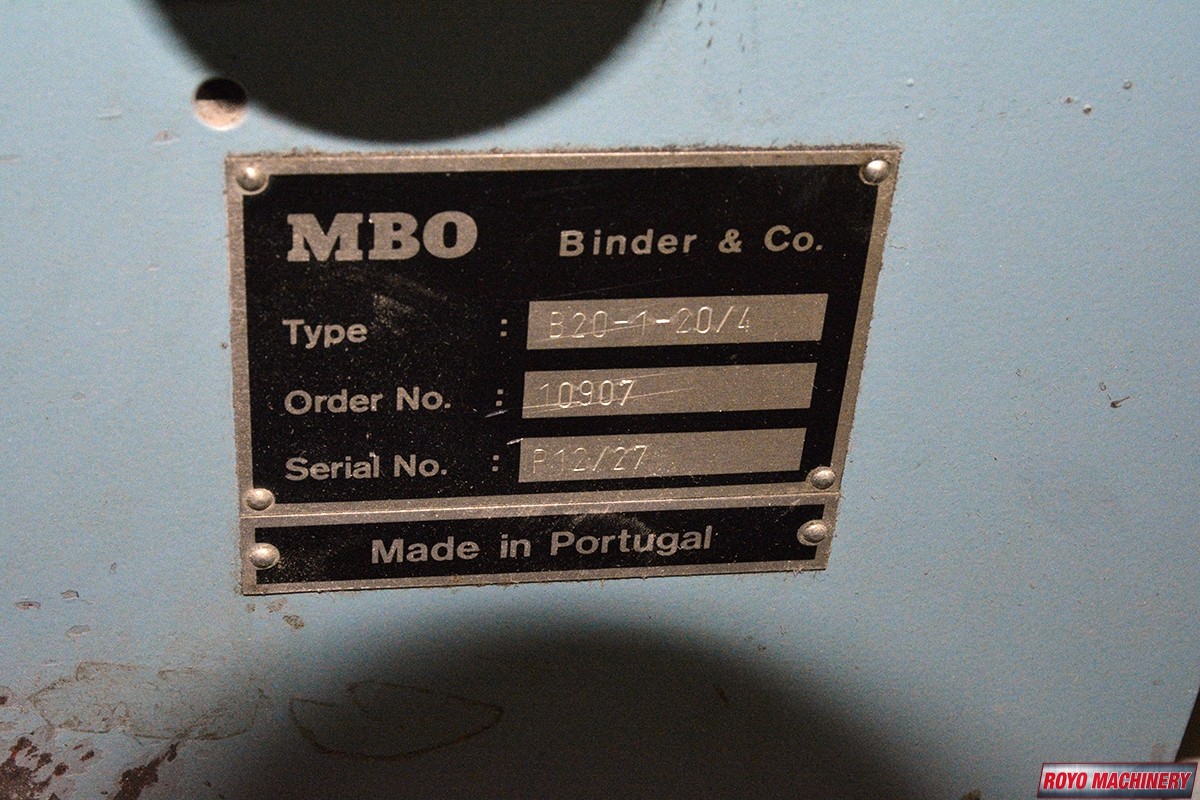 MBO Binder & Co.
Type : B20-1-20/4
Order No. : 10907
Serial No. : P12/27
Made in Portugal
ROYO MACHINERY